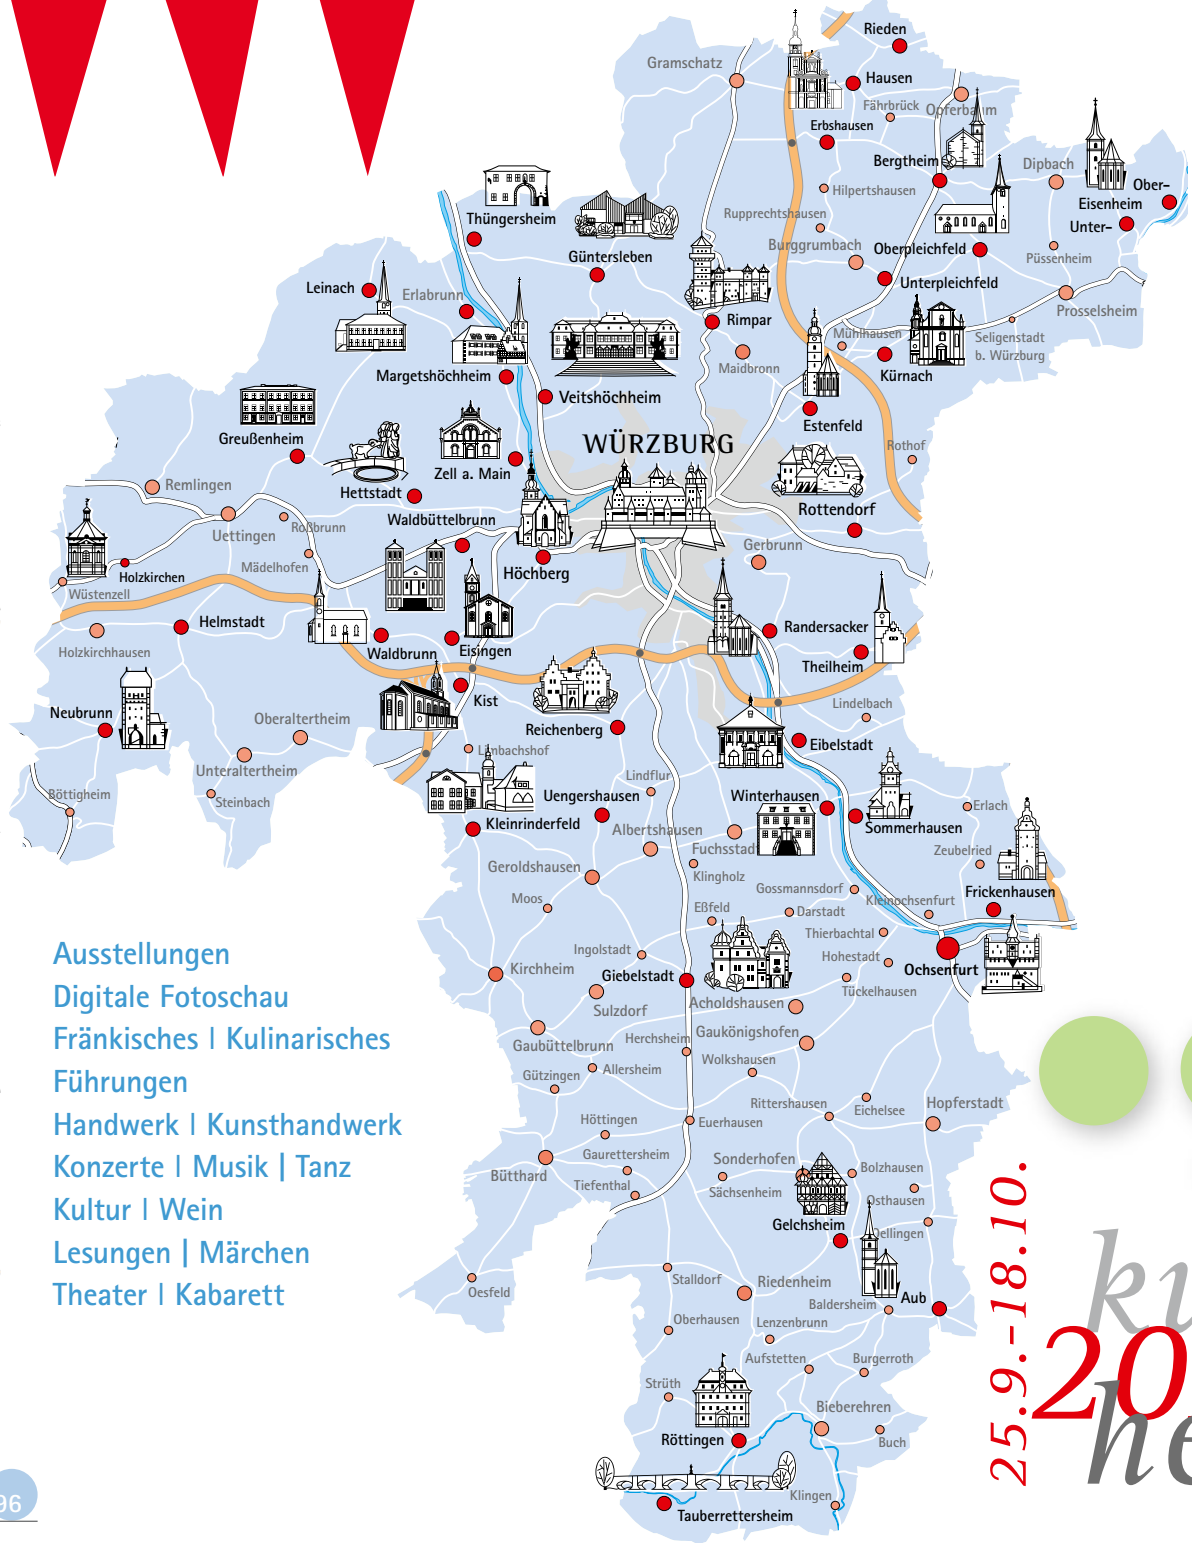 Rieden
Gramschatz
Hausen
Fährbrück
Opferbaum
Erbshausen
Bergtheim
Dipbach
Ober-
Eisenheim
Unter-
Hilpertshausen
Thüngersheim
Rupprechtshausen
Burggrumbach
Oberpleichfeld
Püssenheim
Güntersleben
Unterpleichfeld
Leinach
Erlabrunn
Prosselsheim
Rimpar
Mühlhausen
Seligenstadt
b. Würzburg
Maidbronn
Kürnach
Margetshöchheim
Veitshöchheim
Estenfeld
Greußenheim
WÜRZBURG
Rothof
Zell a. Main
Remlingen
Hettstadt
Rottendorf
Roßbrunn
Waldbüttelbrunn
Uettingen
Gerbrunn
Mädelhofen
Höchberg
Holzkirchen
Wüstenzell
Helmstadt
Randersacker
Holzkirchhausen
Waldbrunn
Eisingen
Theilheim
Kist
Lindelbach
Neubrunn
Oberaltertheim
Reichenberg
Eibelstadt
Limbachshof
Unteraltertheim
Lindflur
Böttigheim
Steinbach
Uengershausen
Winterhausen
Erlach
Kleinrinderfeld
Albertshausen
Sommerhausen
Fuchsstadt
Zeubelried
Geroldshausen
Klingholz
Gossmannsdorf
Kleinochsenfurt
Frickenhausen
Moos
Eßfeld
Darstadt
Thierbachtal
Ingolstadt
Hohestadt
Kirchheim
Giebelstadt
Ochsenfurt
Tückelhausen
Sulzdorf
Acholdshausen
Gaubüttelbrunn
Herchsheim
Gaukönigshofen
Wolkshausen
Gützingen
Allersheim
Rittershausen
Eichelsee
Hopferstadt
Höttingen
Euerhausen
Gaurettersheim
Sonderhofen
Bolzhausen
Bütthard
Tiefenthal
Sächsenheim
Osthausen
Gelchsheim
Oellingen
Stalldorf
Riedenheim
Oesfeld
Baldersheim
Aub
Oberhausen
Lenzenbrunn
Aufstetten
Burgerroth
Strüth
Bieberehren
Röttingen
Buch
Klingen
Tauberrettersheim
Ausstellungen
Digitale Fotoschau
Fränkisches | Kulinarisches
Führungen
Handwerk | Kunsthandwerk
Konzerte | Musik | Tanz
Kultur | Wein
Lesungen | Märchen
Theater | Kabarett
25.9.-18.10.
ku
20
he
96